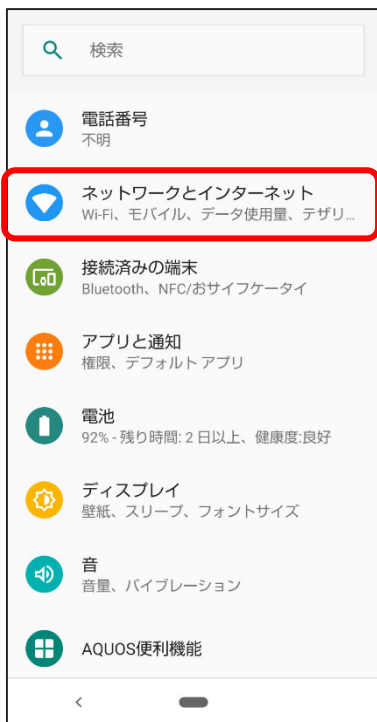 検索
電話番号
不明
ネットワークとインターネット
Wi-Fi、モバイル、データ使用量、テザリ...
接続済みの端末
Bluetooth、NFC/おサイフケータイ
アプリと通知
権限、デフォルト アプリ
電池
92% - 残り時間: 2 日以上、健康度:良好
ディスプレイ
壁紙、スリープ、フォントサイズ
音
音量、バイブレーション
AQUOS便利機能